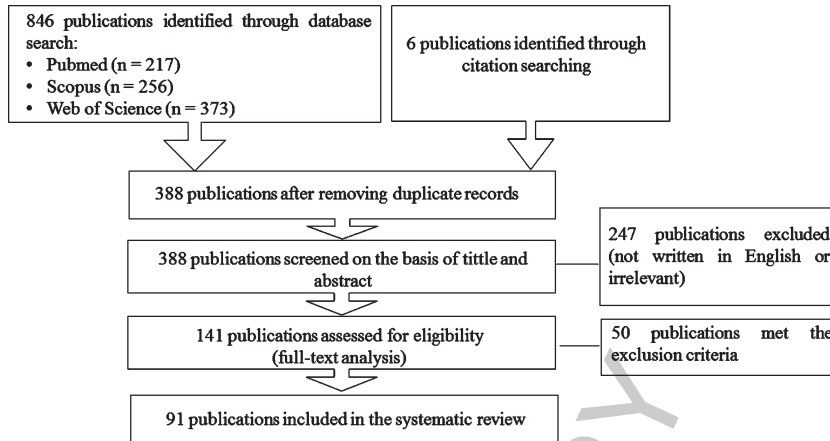 846 publications identified through database
search:
• Pubmed (n = 217)
• Scopus (n = 256)
• Web of Science (n = 373)
6 publications identified through
citation searching
388 publications after removing duplicate records
388 publications screened on the basis of tittle and
abstract
247 publications excluded
(not written in English or
irrelevant)
141 publications assessed for eligibility
(full-text analysis)
50 publications met the
exclusion criteria
91 publications included in the systematic review